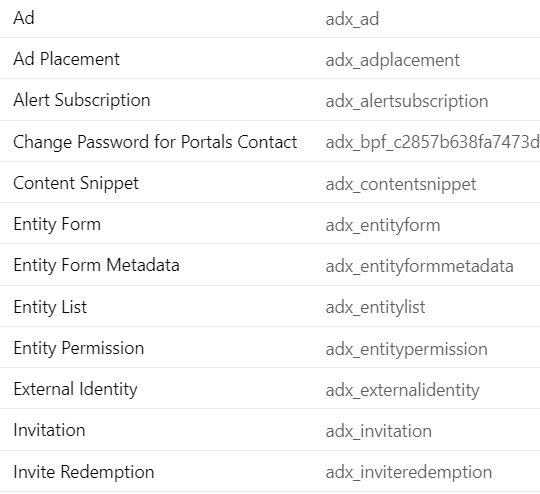 Ad adx_ad
Ad Placement adx_adplacement
Alert Subscription adx_alertsubscription
Change Password for Portals Contact adx_bpf_c2857b638fa7473d
Content Snippet adx_contentsnippet
Entity Form adx_entityform
Entity Form Metadata adx_entityformmetadata
Entity List adx_entitylist
Entity Permission adx_entitypermission
External Identity adx_externalidentity
Invitation adx_invitation
Invite Redemption adx_inviteredemption